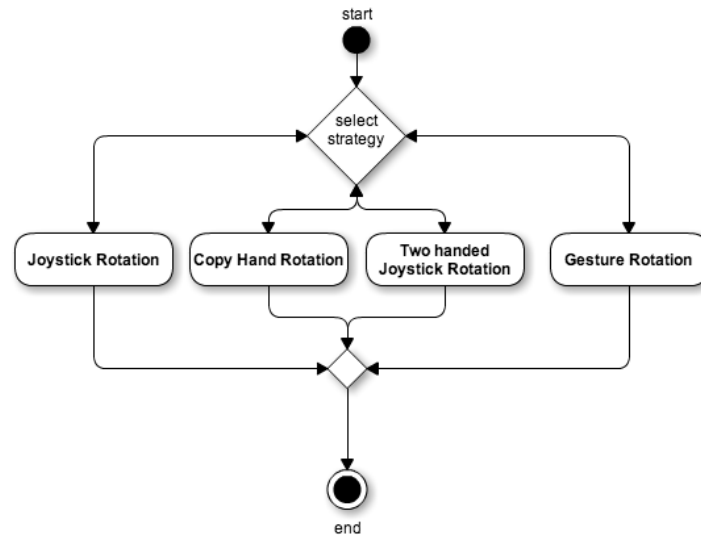 start
select
strategy
Joystick Rotation
Copy Hand Rotation
Two handed
Joystick Rotation
Gesture Rotation
end